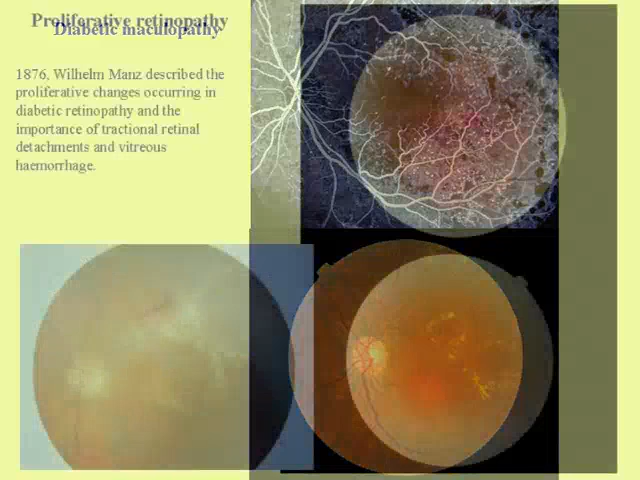 Proliferative retinopathy
Diabetic maculopathy
1876, Wilhelm Manz described the
proliferative changes occurring in
diabetic retinopathy and the
importance of tractional retinal
detachments and vitreous
haemorrhage.